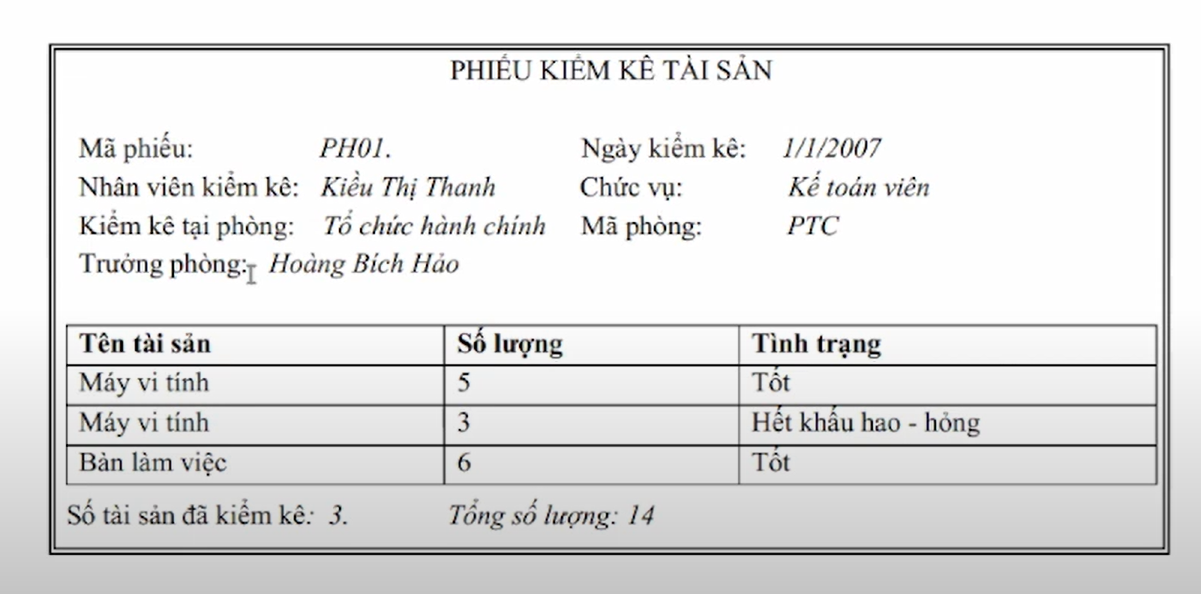 PHIẾU KIỂM KÊ TÀI SẢN
Mã phiếu: PH01. Ngày kiểm kê: 1/1/2007
Nhân viên kiểm kê: Kiều Thị Thanh Chức vụ: Kế toán viên
Kiểm kê tại phòng: Tổ chức hành chính Mã phòng: PTC
Trưởng phòng: Hoàng Bích Hảo
Tên tài sản Số lượng Tình trạng
Máy vi tính 5 Tốt
Máy vi tính 3 Hết khấu hao - hỏng
Bàn làm việc 6 Tốt
Số tài sản đã kiểm kê: 3. Tổng số lượng: 14